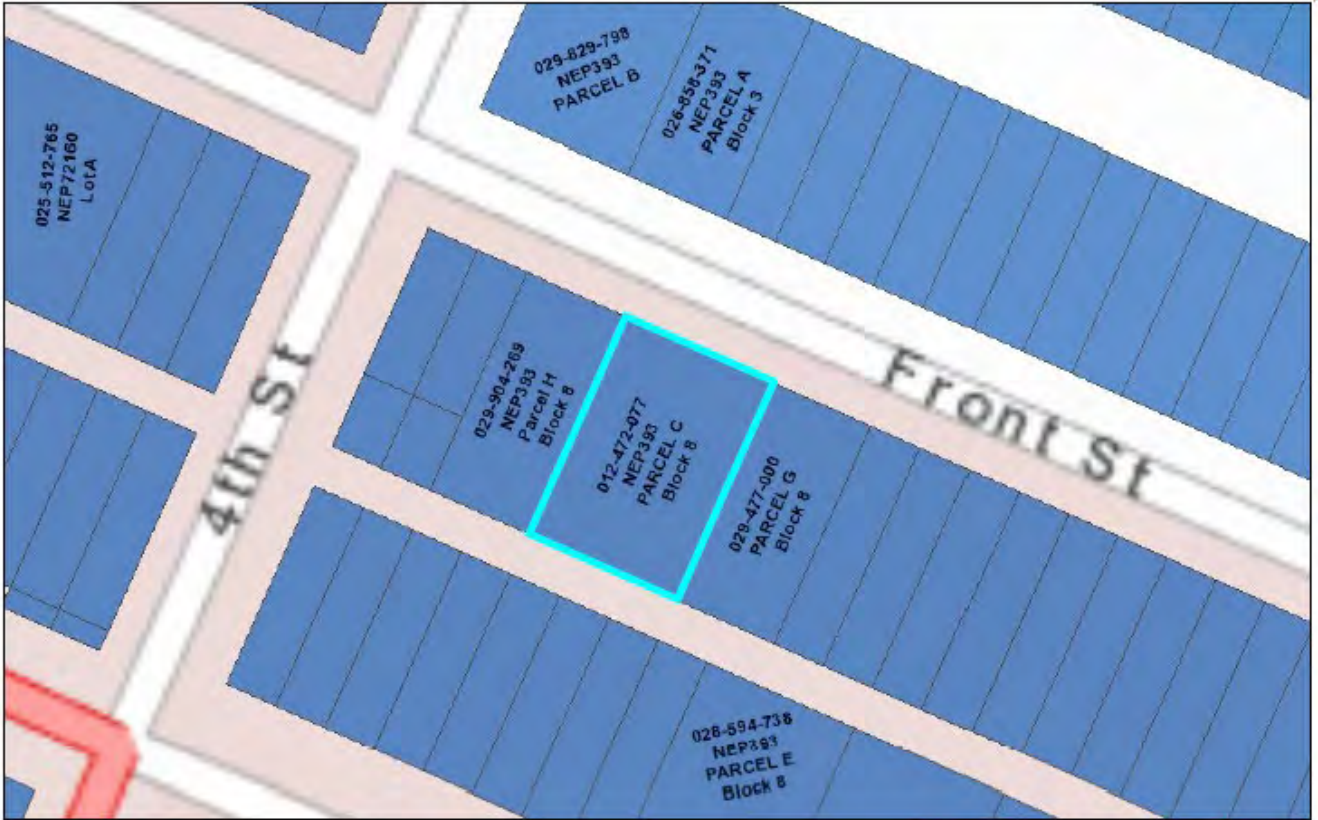 029-829-798
NEP393
PARCEL B
026-858-371
NEP393
PARCEL A
Block 3
025-512-765
NEP72160
Lot A
029-904-269
NEP393
Parcel H
Block 8
012-472-077
NEP393
PARCEL C
Block 8
029-477-000
PARCEL G
Block 8
Front St
4th St
026-594-738
NEP393
PARCEL E
Block 8